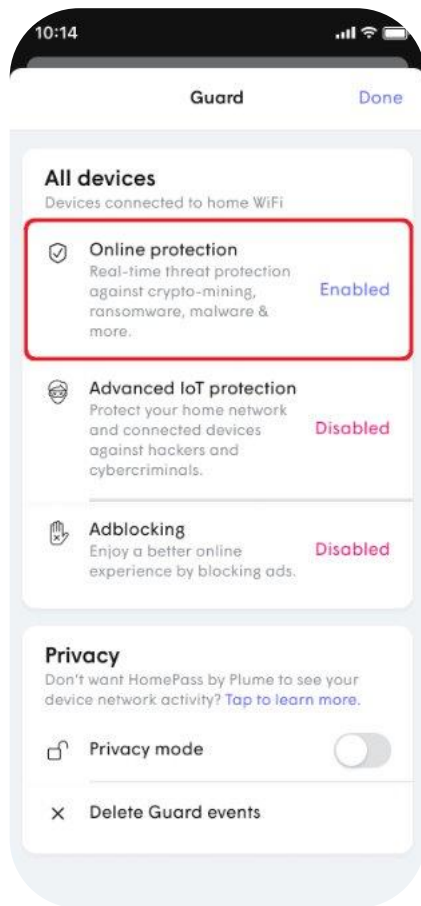 10:14
Guard
Done
All devices
Devices connected to home WiFi
Online protection
Real-time threat protection
against crypto-mining,
ransomware, malware &
more.
Enabled
Advanced IoT protection
Protect your home network
and connected devices
against hackers and
cybercriminals.
Disabled
Adblocking
Enjoy a better online
experience by blocking ads.
Disabled
Privacy
Don't want HomePass by Plume to see your
device network activity? Tap to learn more.
Privacy mode
Delete Guard events